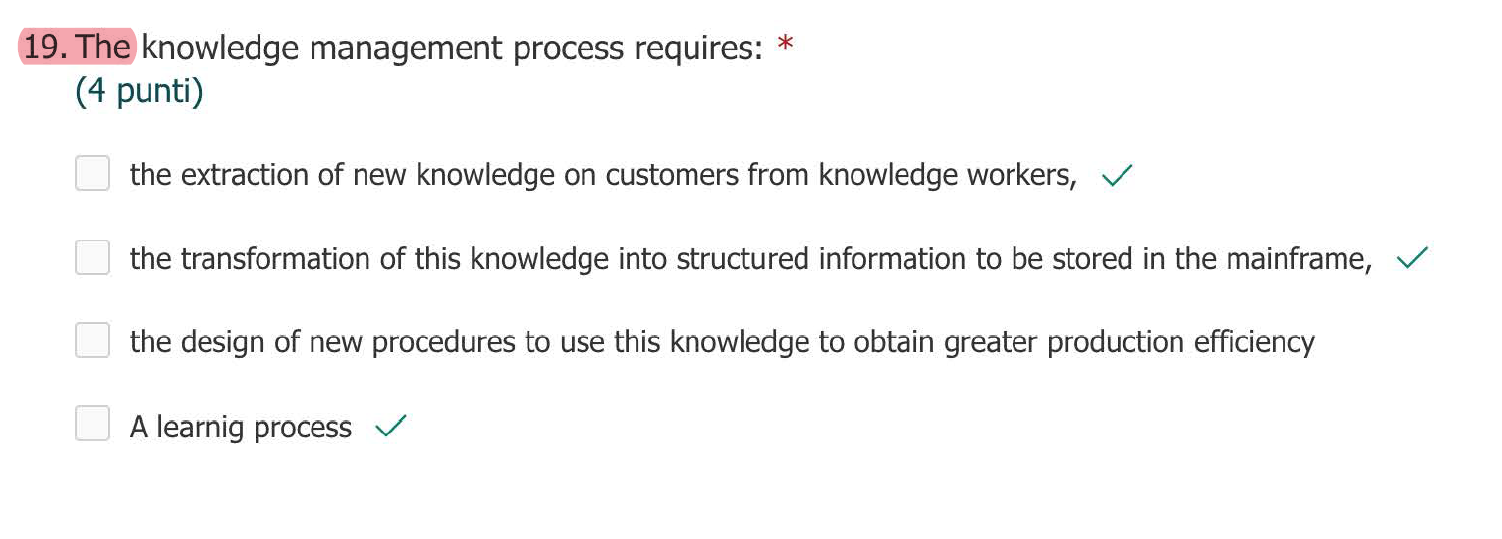 19. The knowledge management process requires: *
(4 punti)
the extraction of new knowledge on customers from knowledge workers,
the transformation of this knowledge into structured information to be stored in the mainframe,
the design of new procedures to use this knowledge to obtain greater production efficiency
A learnig process